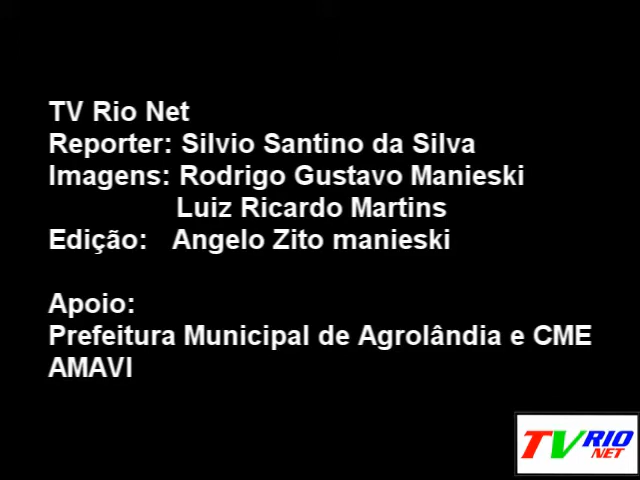 TV Rio Net
Reporter: Silvio Santino da Silva
Imagens: Rodrigo Gustavo Manieski
Luiz Ricardo Martins
Edição: Angelo Zito manieski
Apoio:
Prefeitura Municipal de Agrolândia e CME
AMAVI
TV RIO
NET